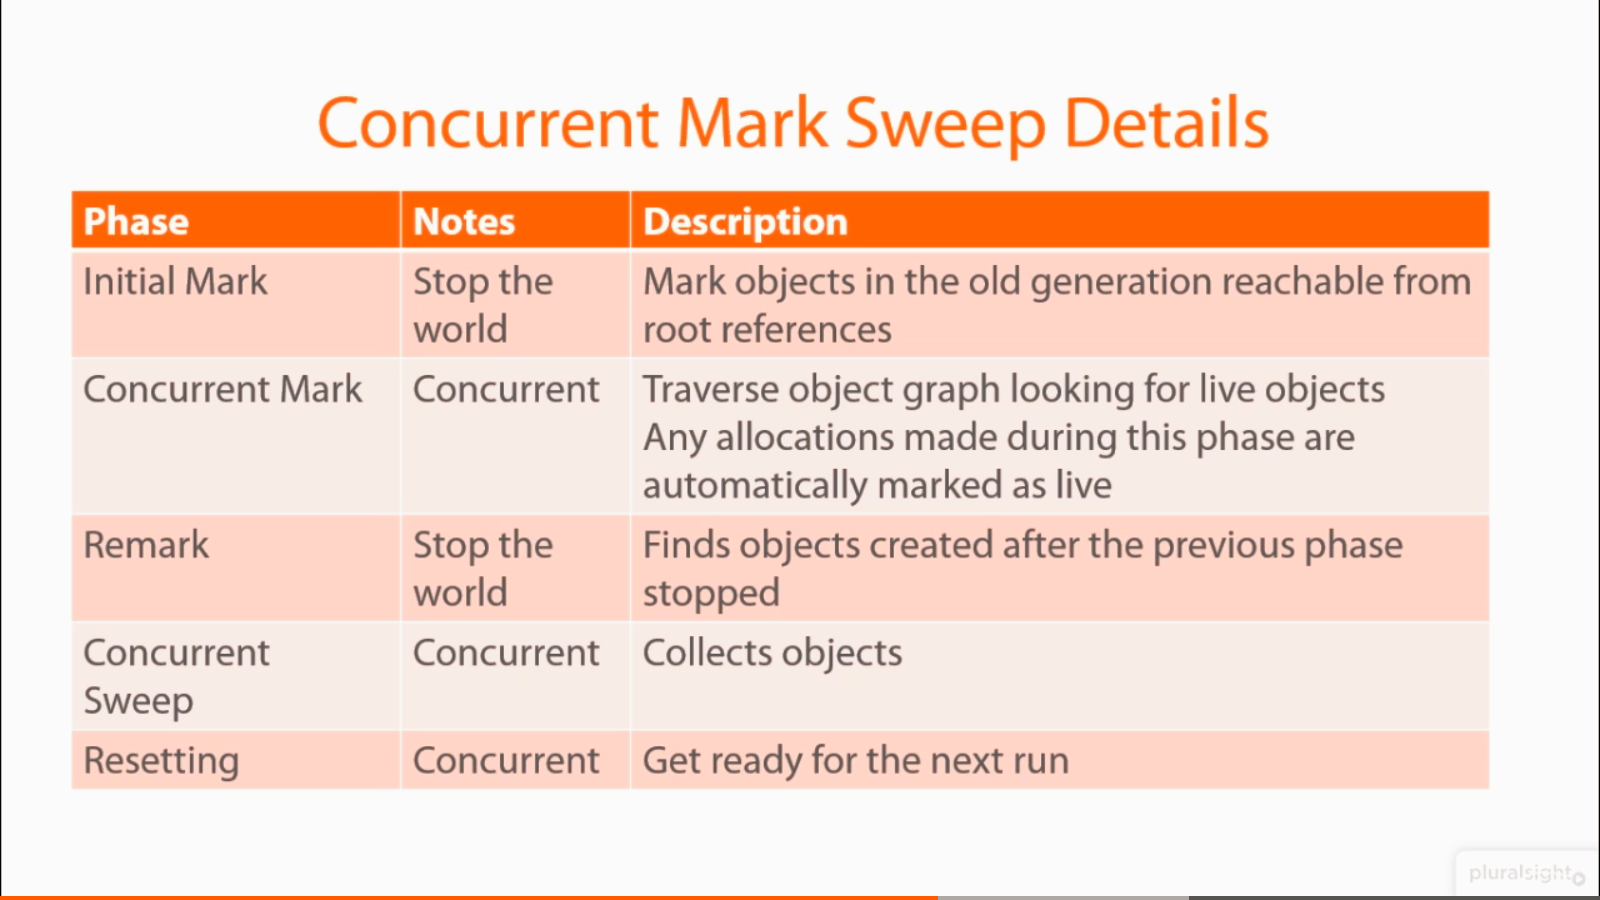 Concurrent Mark Sweep Details
Phase Notes Description
Initial Mark Stop the world Mark objects in the old generation reachable from
root references
Concurrent Mark Concurrent Traverse object graph looking for live objects
Any allocations made during this phase are
automatically marked as live
Remark Stop the world Finds objects created after the previous phase
stopped
Concurrent Sweep Concurrent Collects objects
Resetting Concurrent Get ready for the next run
pluralsight